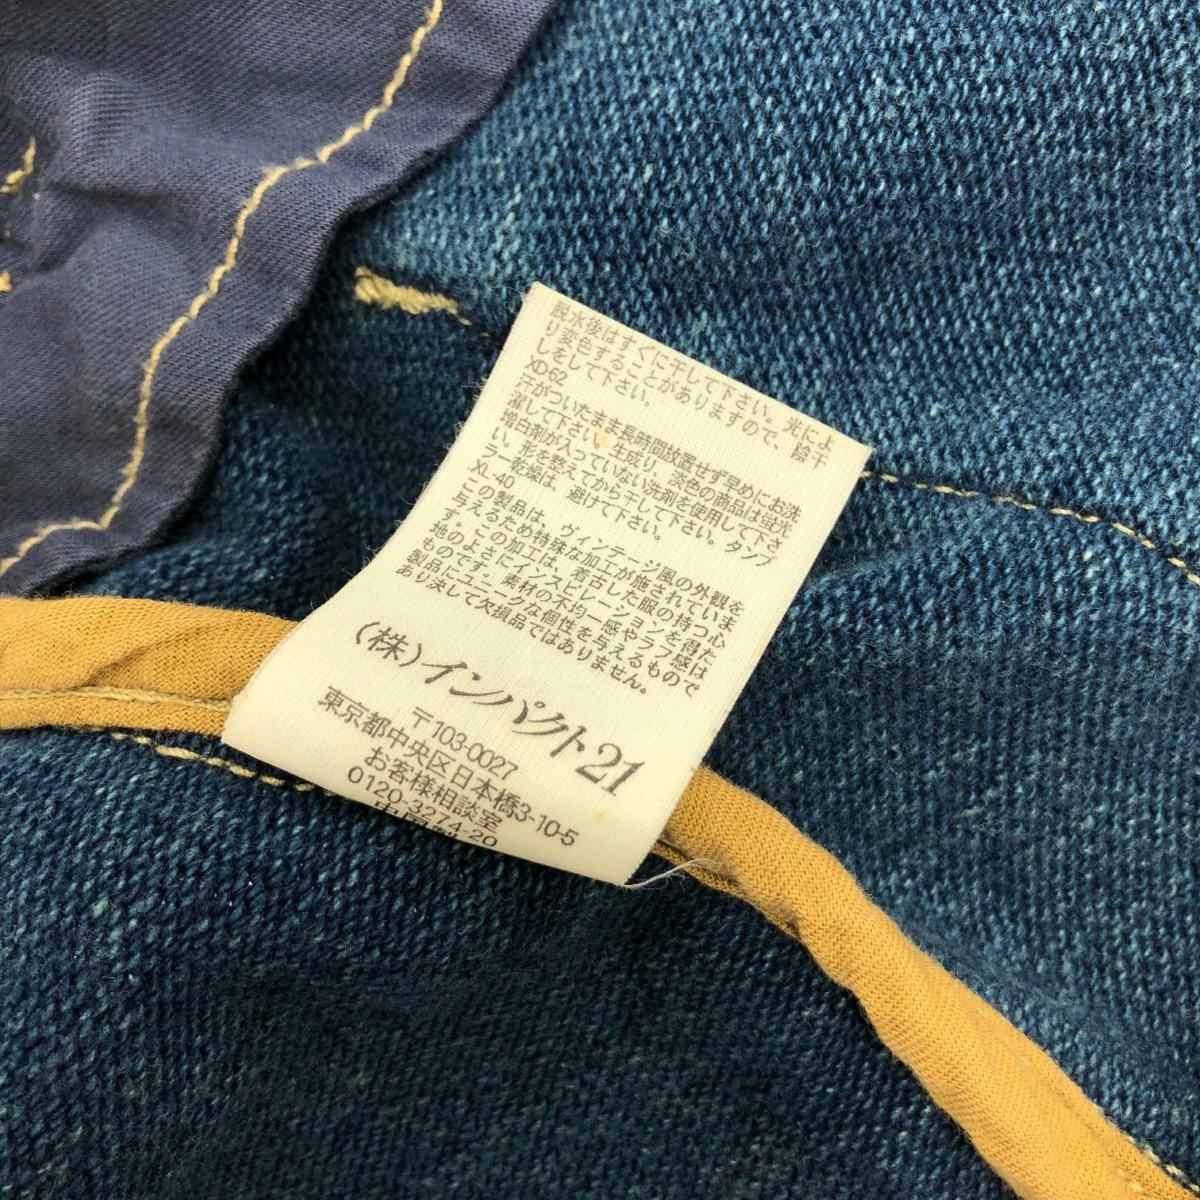 脱水後はすぐに干して下さい。光によ
り変色することがありますので、陰干
しをして下さい。
XD62
汗がついたまま長時間放置せず早めにお洗
濯して下さい。生成り、淡色の商品は蛍光
増白剤が入っていない洗剤を使用して下さ
い。形を整えてから干して下さい。タンブ
ラー乾燥は、避けて下さい。
XL-40
この製品は、ヴィンテージ風の外観を
与えるため特殊な加工が施されていま
す。この加工は、着古した服の持つ心
地のよさにインスピレーションを得た
ものです。素材の不均一感やラフ感は
製品にユニークな個性を与えるもので
あり決して欠損品ではありません。
(株)インパクト21
〒103-0027
東京都中央区日本橋3-10-5
お客様相談室
0120-3274-20